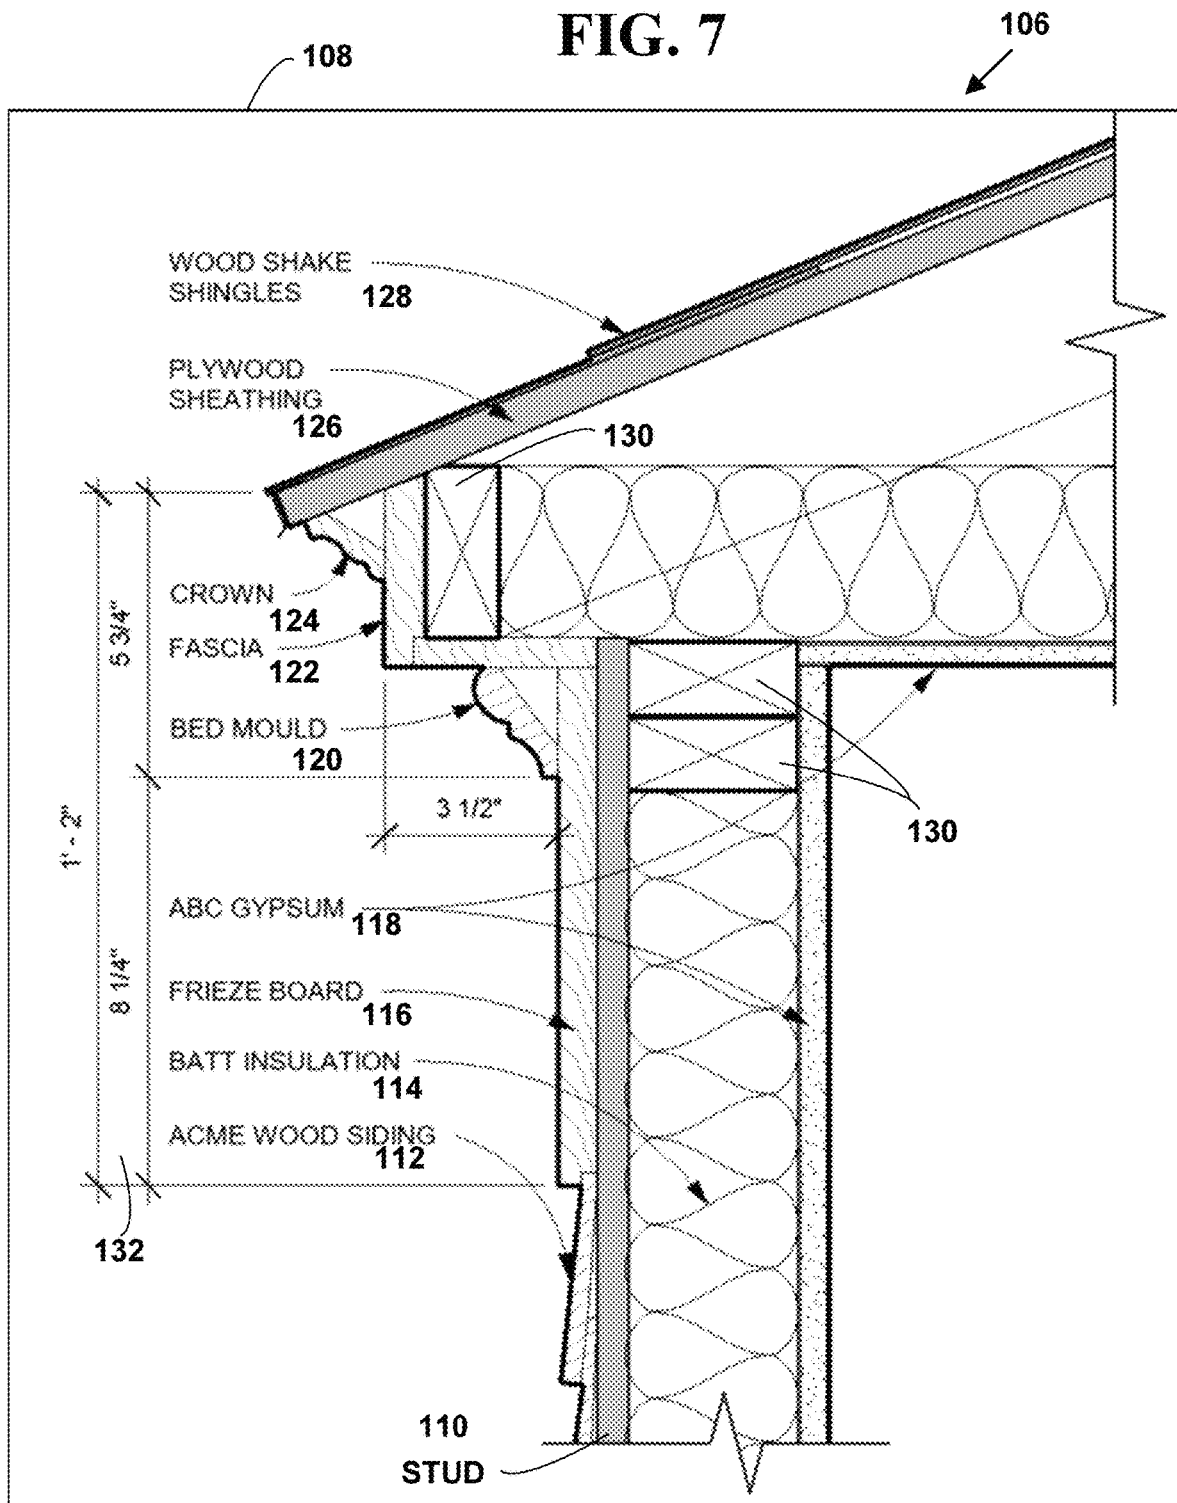 FIG. 7
106
108
WOOD SHAKE
SHINGLES 128
PLYWOOD
SHEATHING
126
130
CROWN
124
FASCIA
122
BED MOULD
120
5 3/4"
3 1/2"
130
1' - 2"
ABC GYPSUM 118
8 1/4"
FRIEZE BOARD
116
BATT INSULATION
114
ACME WOOD SIDING
112
132
110
STUD